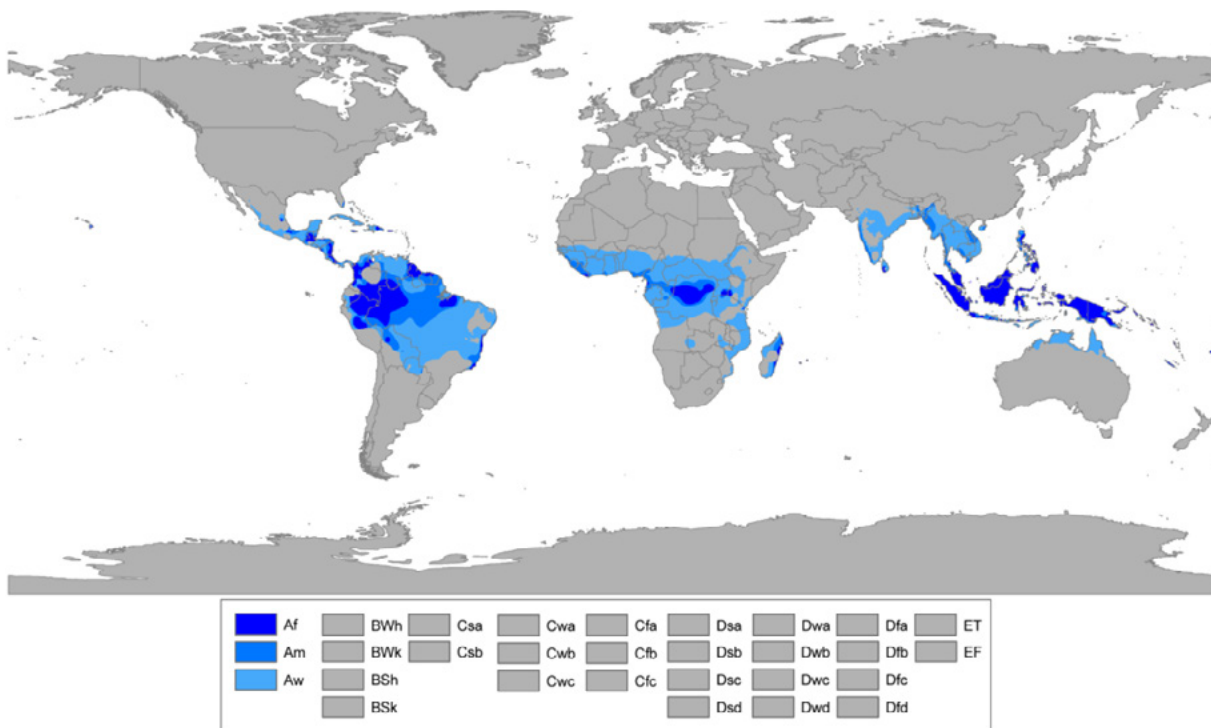 Af BWh Csa Cwa Cfa Dsa Dwa Dfa ET
Am BWk Csb Cwb Cfb Dsb Dwb Dfb EF
Aw BSh Cwc Cfc Dsc Dwc Dfc
BSk Dsd Dwd Dfd